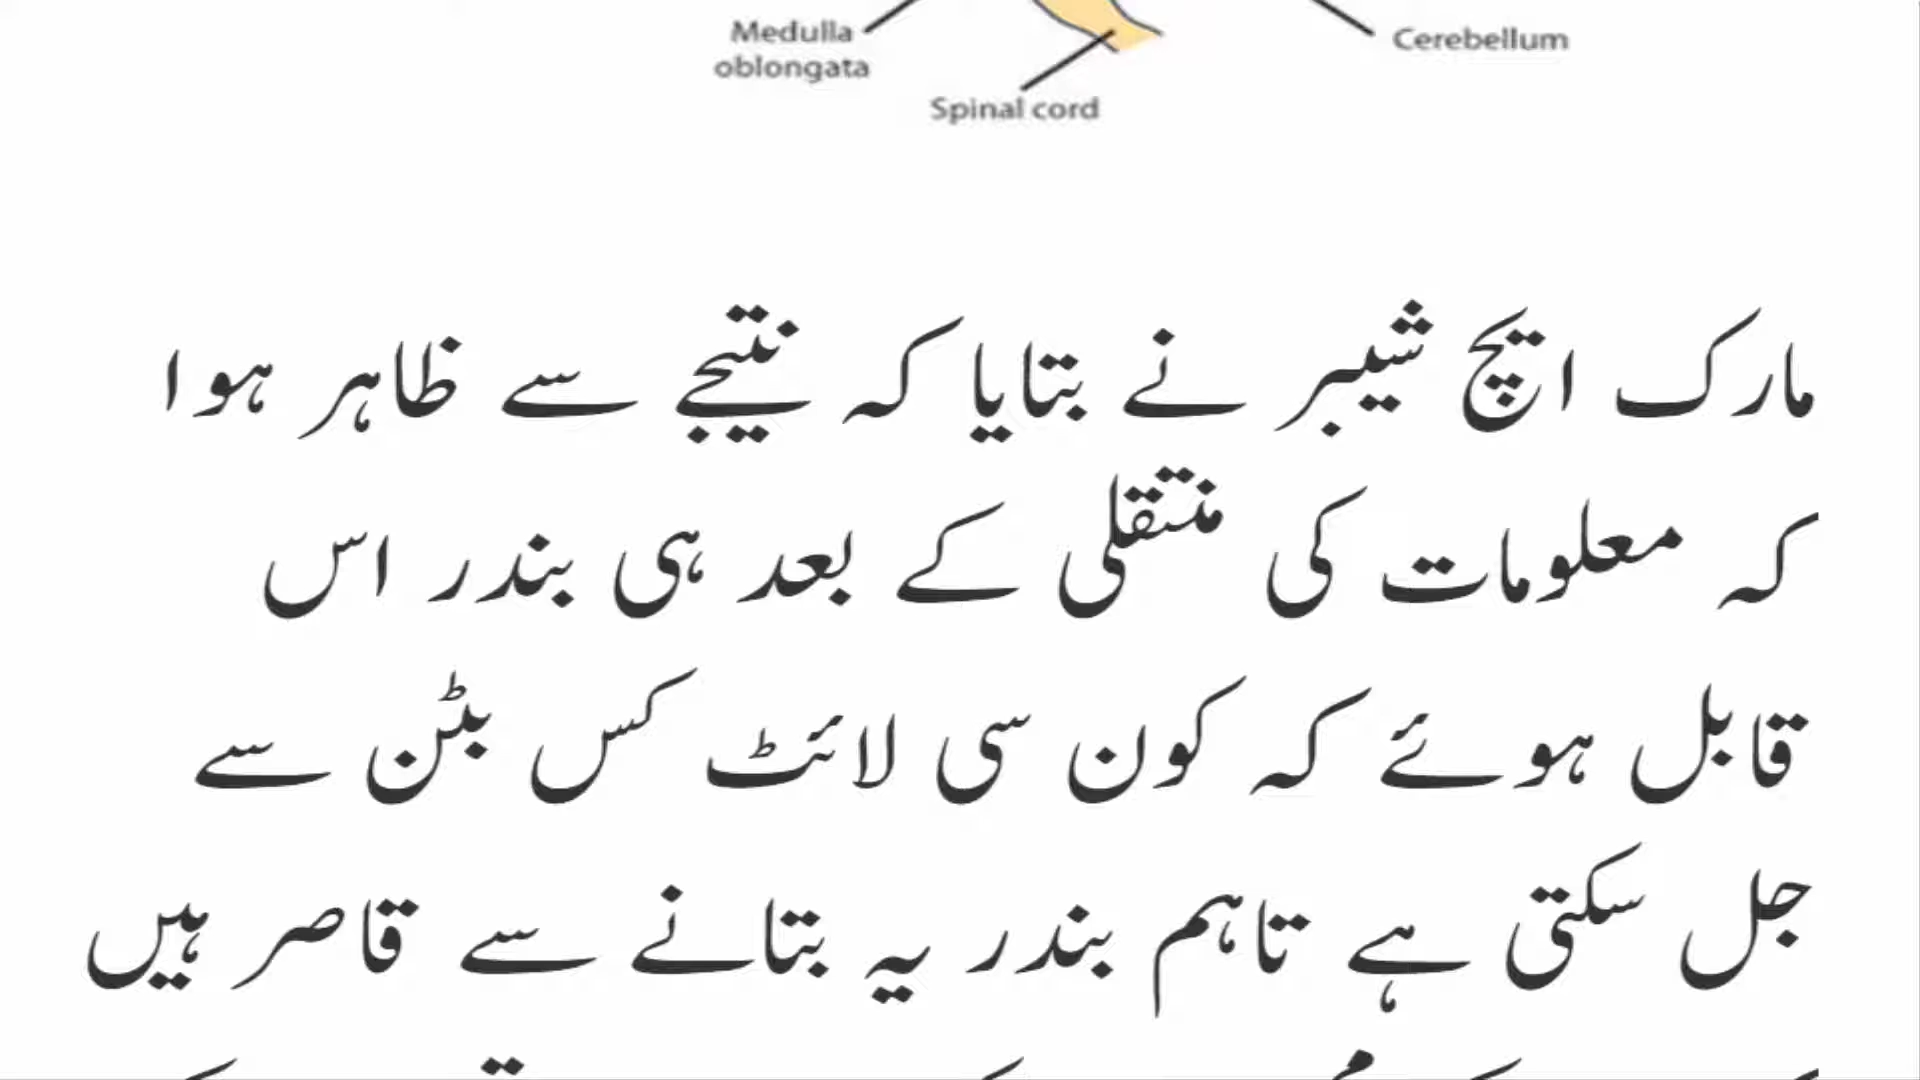 Medulla
oblongata
Cerebellum
Spinal cord
مارک ایچ شیبر نے بتایا کہ نتیجے سے ظاہر ہوا
کہ معلومات کی منتقلی کے بعد ہی بندر اس
قابل ہوئے کہ کون سی لائٹ کس بٹن سے
جل سکتی ہے تاہم بندر یہ بتانے سے قاصر ہیں